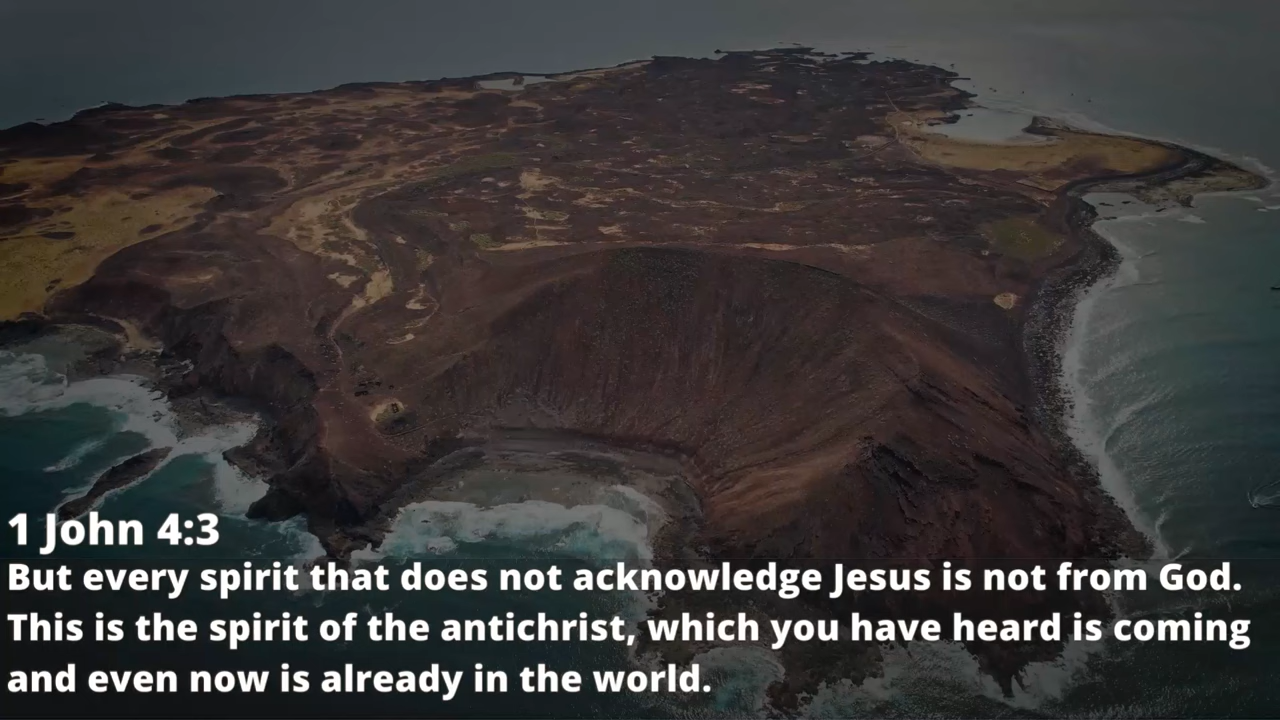 1 John 4:3
But every spirit that does not acknowledge Jesus is not from God.
This is the spirit of the antichrist, which you have heard is coming
and even now is already in the world.